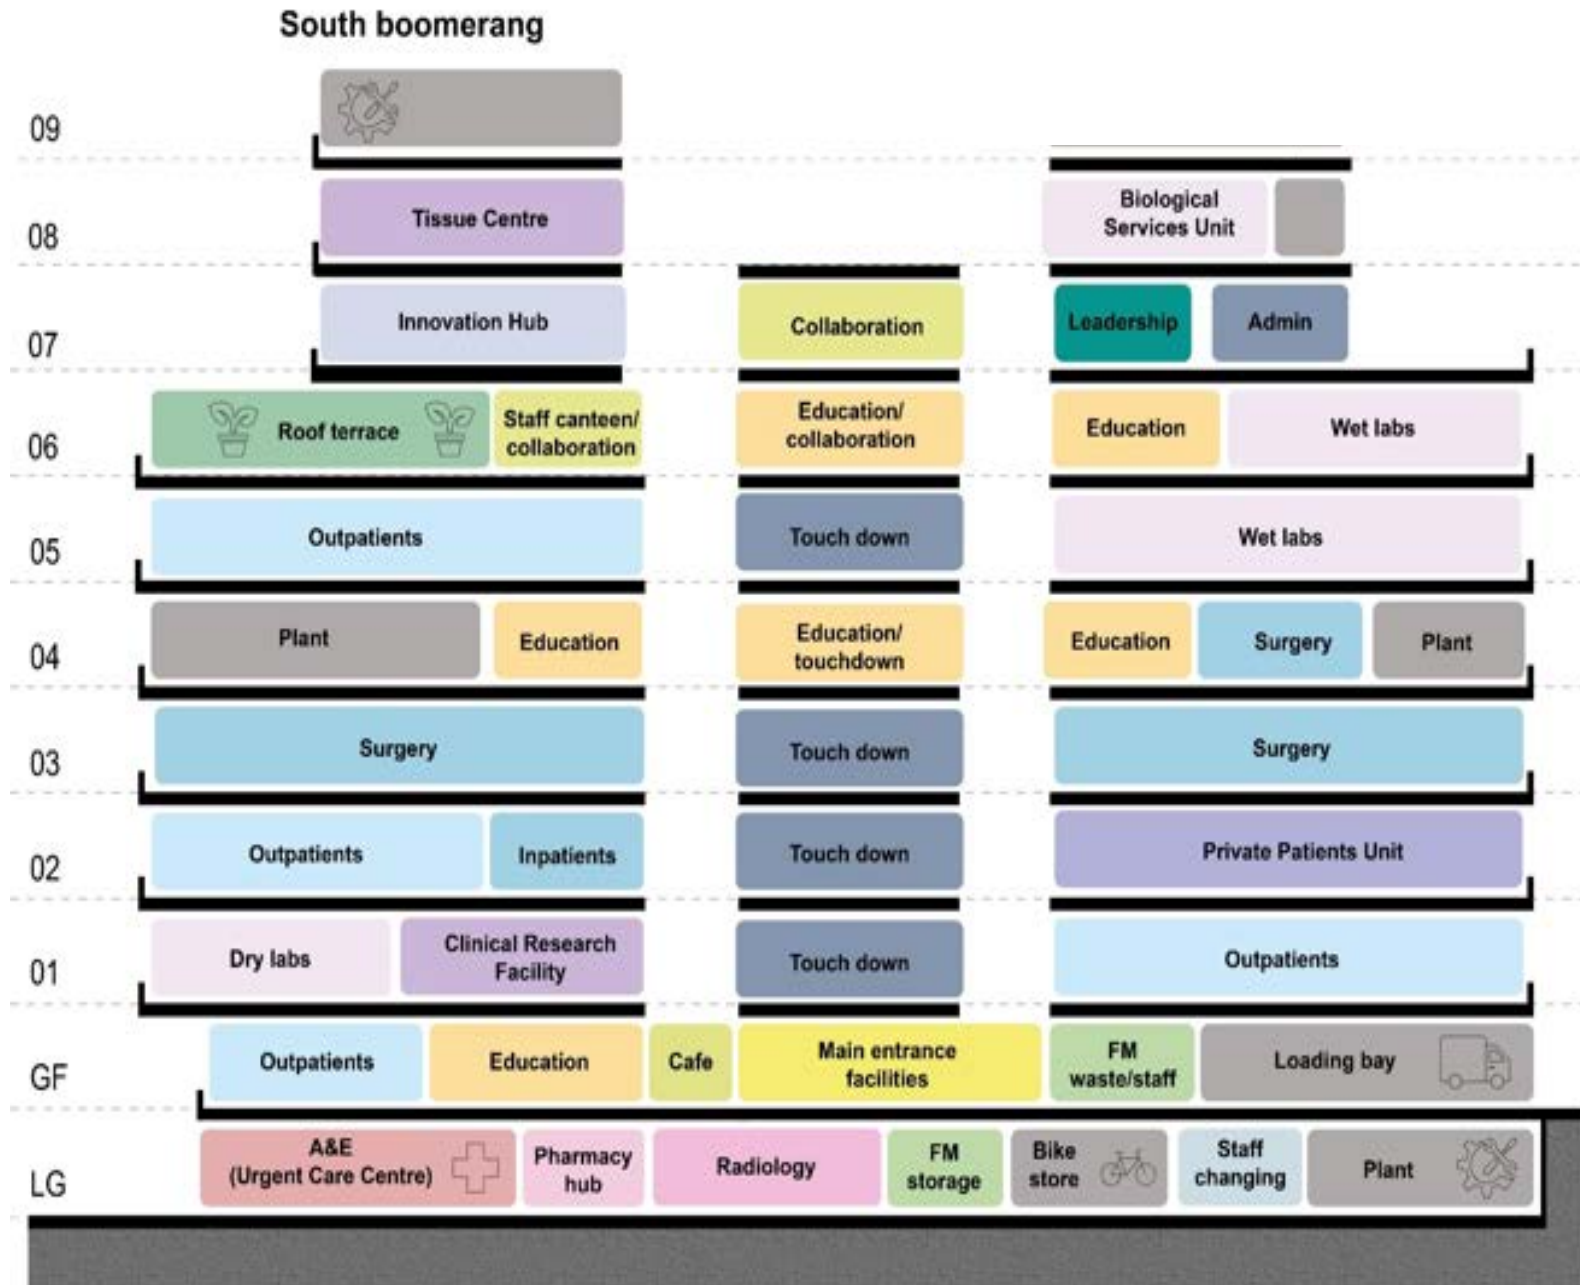 South boomerang
09
08
Tissue Centre
Biological
Services Unit
07
Innovation Hub
Collaboration
Leadership
Admin
06
Roof terrace
Staff canteen/
collaboration
Education/
collaboration
Education
Wet labs
05
Outpatients
Touch down
Wet labs
04
Plant
Education
Education/
touchdown
Education
Surgery
Plant
03
Surgery
Touch down
Surgery
02
Outpatients
Inpatients
Touch down
Private Patients Unit
01
Dry labs
Clinical Research
Facility
Touch down
Outpatients
GF
Outpatients
Education
Cafe
Main entrance
facilities
FM
waste/staff
Loading bay
LG
A&E
(Urgent Care Centre)
Pharmacy
hub
Radiology
FM
storage
Bike
store
Staff
changing
Plant